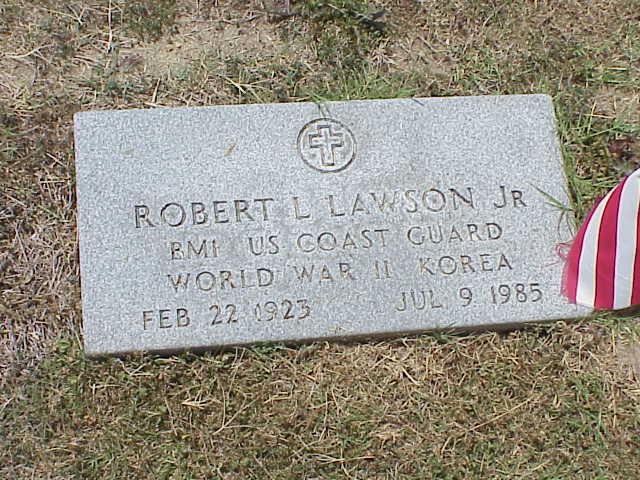 ROBERT L LAWSON JR
BM1 US COAST GUARD
WORLD WAR II KOREA
FEB 22 1923 JUL 9 1985